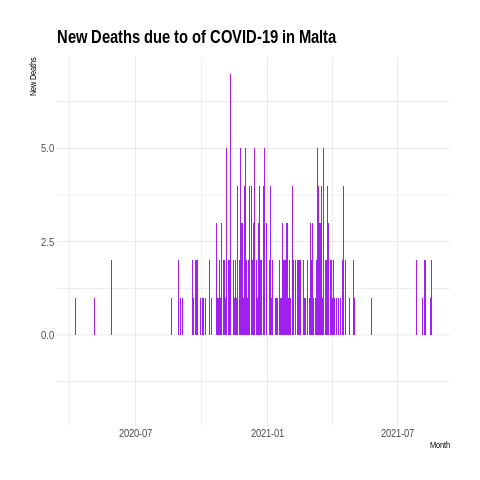 New Deaths due to of COVID-19 in Malta
New Deaths
5.0
2.5
0.0
2020-07
2021-01
2021-07
Month